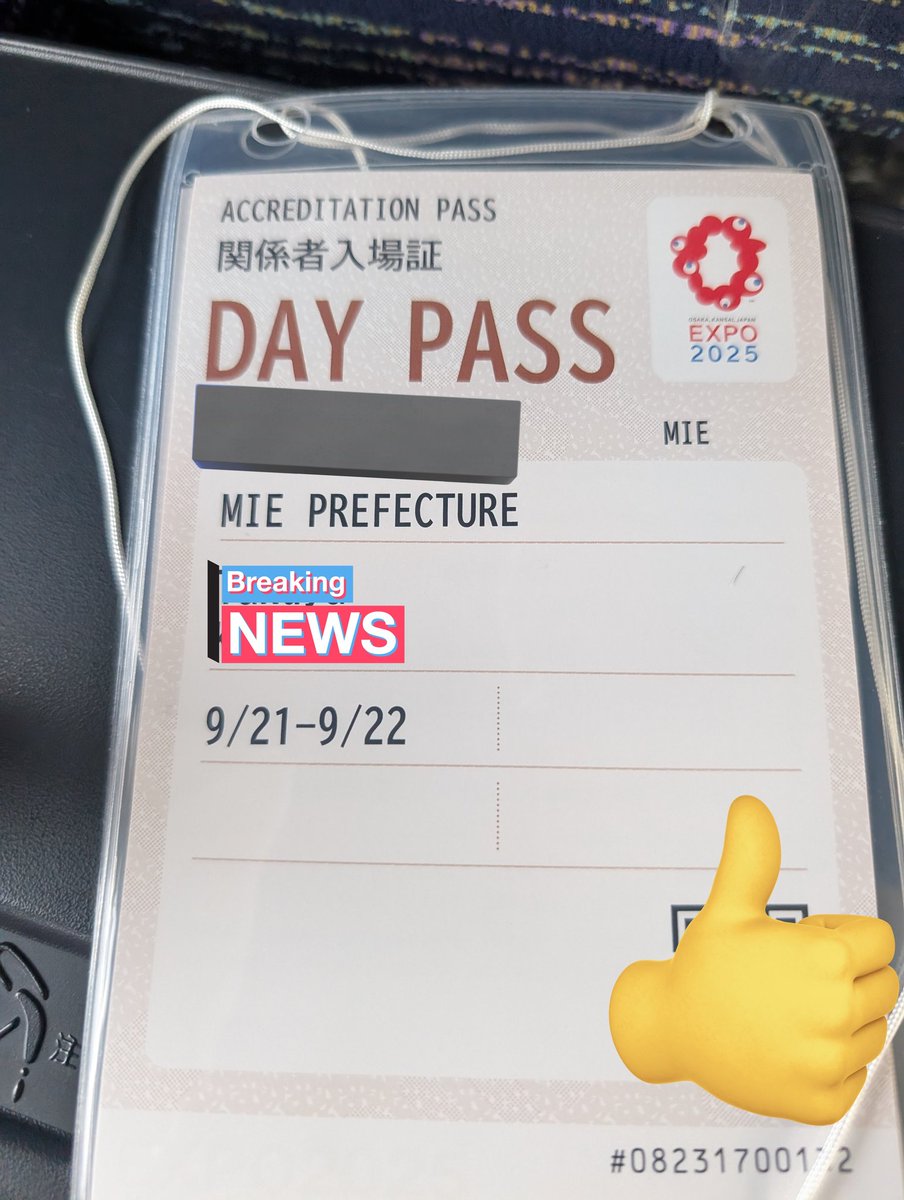 ACCREDITATION PASS
関係者入場証
DAY PASS
OSAKA, KANSAI, JAPAN
EXPO
2025
MIE
MIE PREFECTURE
Breaking
NEWS
9/21-9/22
注